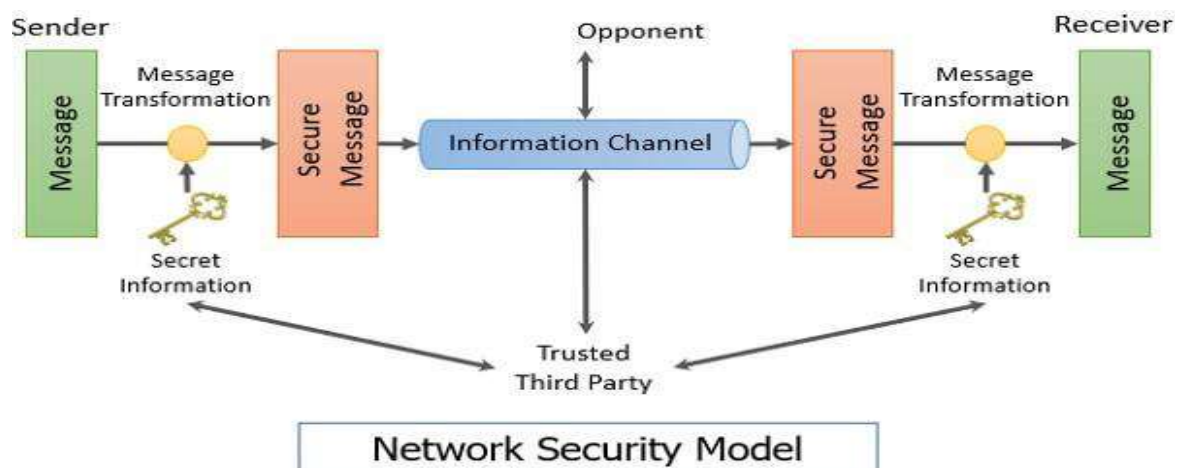 Sender
Message
Message
Transformation
Secret
Information
Secure
Message
Opponent
Information Channel
Trusted
Third Party
Secure
Message
Message
Transformation
Secret
Information
Receiver
Message
Network Security Model